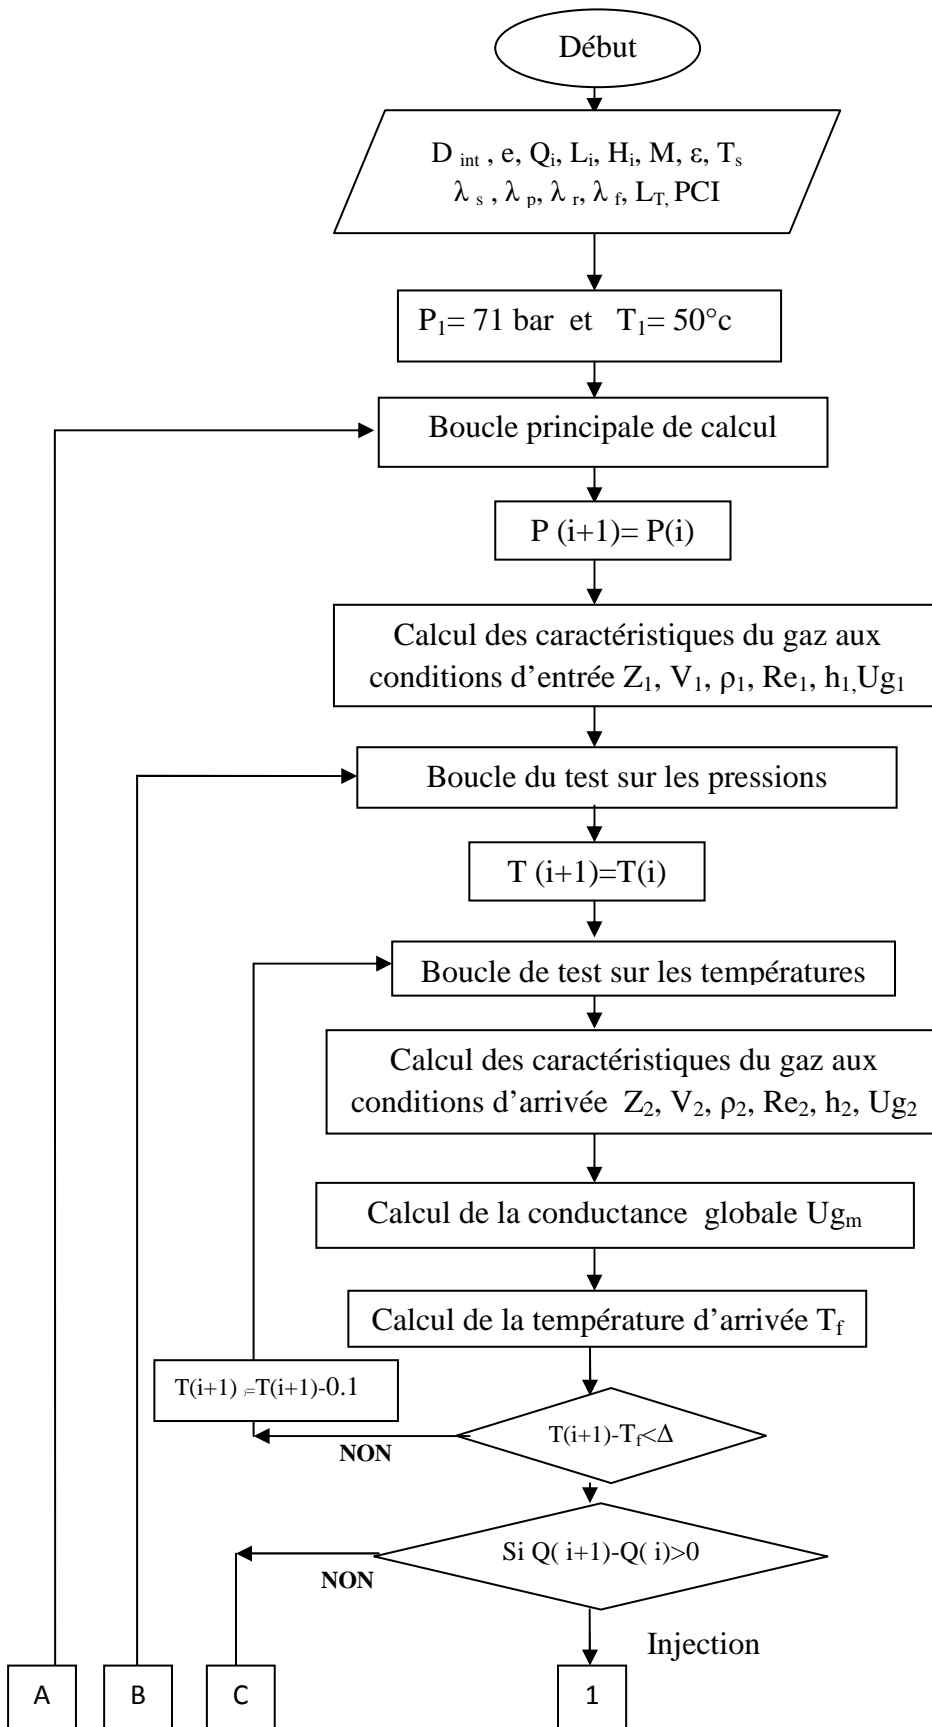 Début
D int , e, Qi, Li, Hi, M, ε, Ts
λ s , λ p, λ r, λ f, LT, PCI
P1= 71 bar et T1= 50°c
Boucle principale de calcul
P (i+1)= P(i)
Calcul des caractéristiques du gaz aux
conditions d’entrée Z1, V1, ρ1, Re1, h1,Ug1
Boucle du test sur les pressions
T (i+1)=T(i)
Boucle de test sur les températures
Calcul des caractéristiques du gaz aux
conditions d’arrivée Z2, V2, ρ2, Re2, h2, Ug2
Calcul de la conductance globale Ugm
Calcul de la température d’arrivée Tf
T(i+1) =T(i+1)-0.1
T(i+1)-Tf<Δ
NON
Si Q( i+1)-Q( i)>0
NON
Injection
A
B
C
1